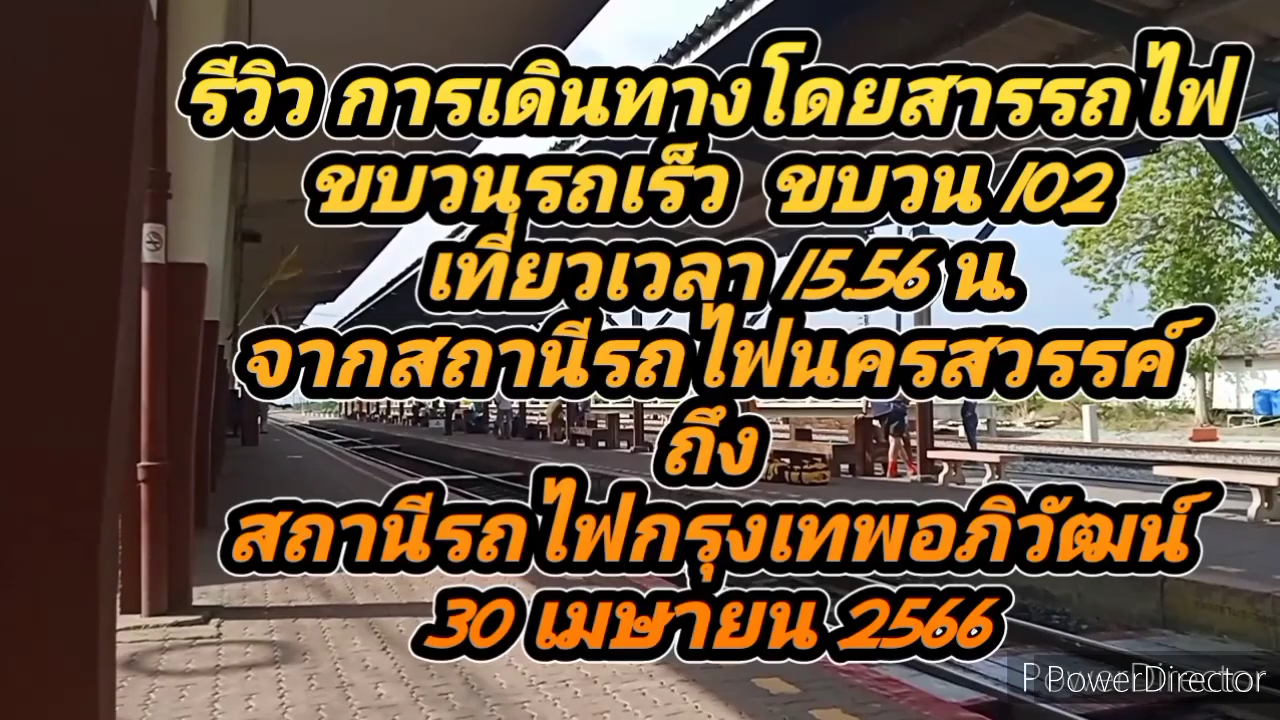 รีวิว การเดินทางโดยสารรถไฟ
ขบวนรถเร็ว ขบวน 102
เที่ยวเวลา 15.56 น.
จากสถานีรถไฟนครสวรรค์
ถึง
สถานีรถไฟกรุงเทพอภิวัฒน์
30 เมษายน 2566
PowerDirector